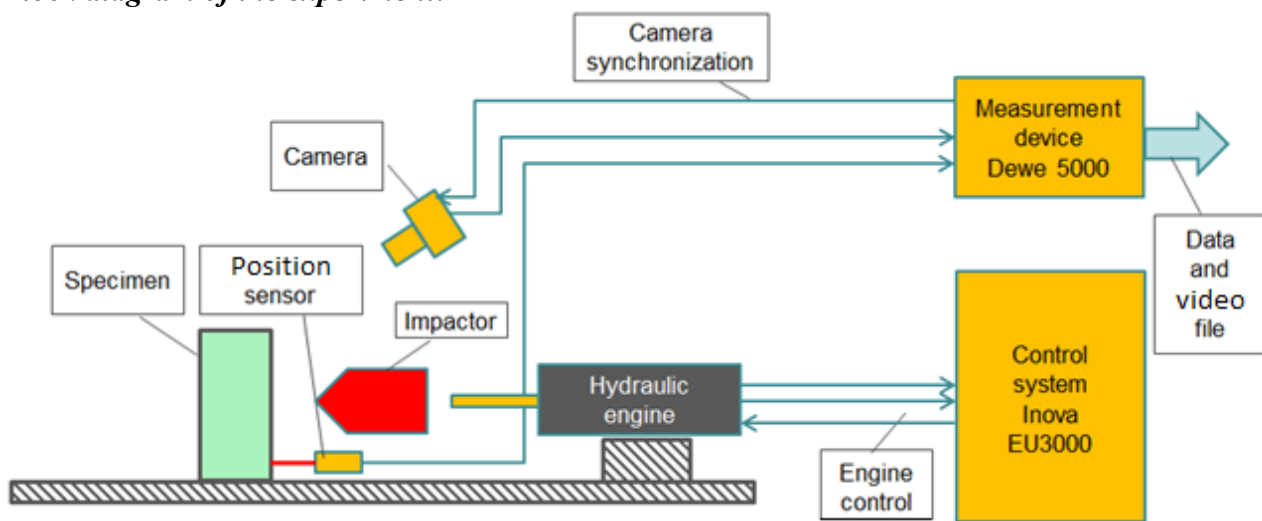 Camera
synchronization
Measurement
device
Dewe 5000
Camera
Data
and
video
file
Specimen
Position
sensor
Impactor
Hydraulic
engine
Control
system
Inova
EU3000
Engine
control